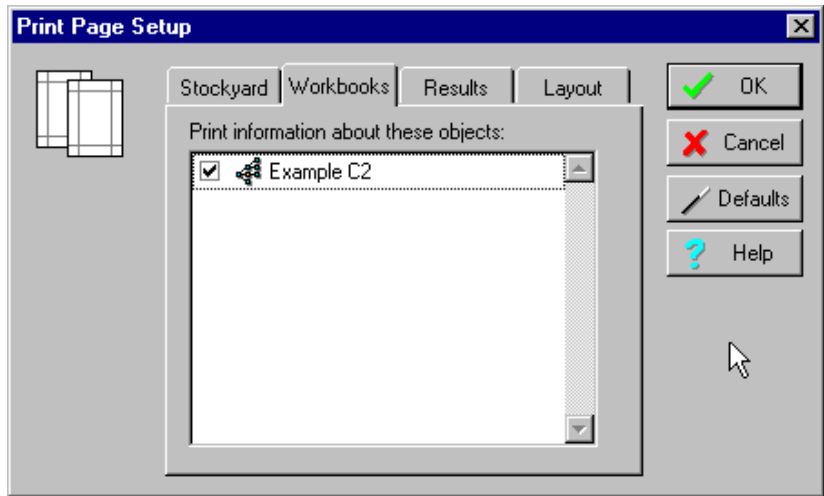 Print Page Setup
Stockyard Workbooks Results Layout
Print information about these objects:
Example C2
OK
Cancel
Defaults
? Help